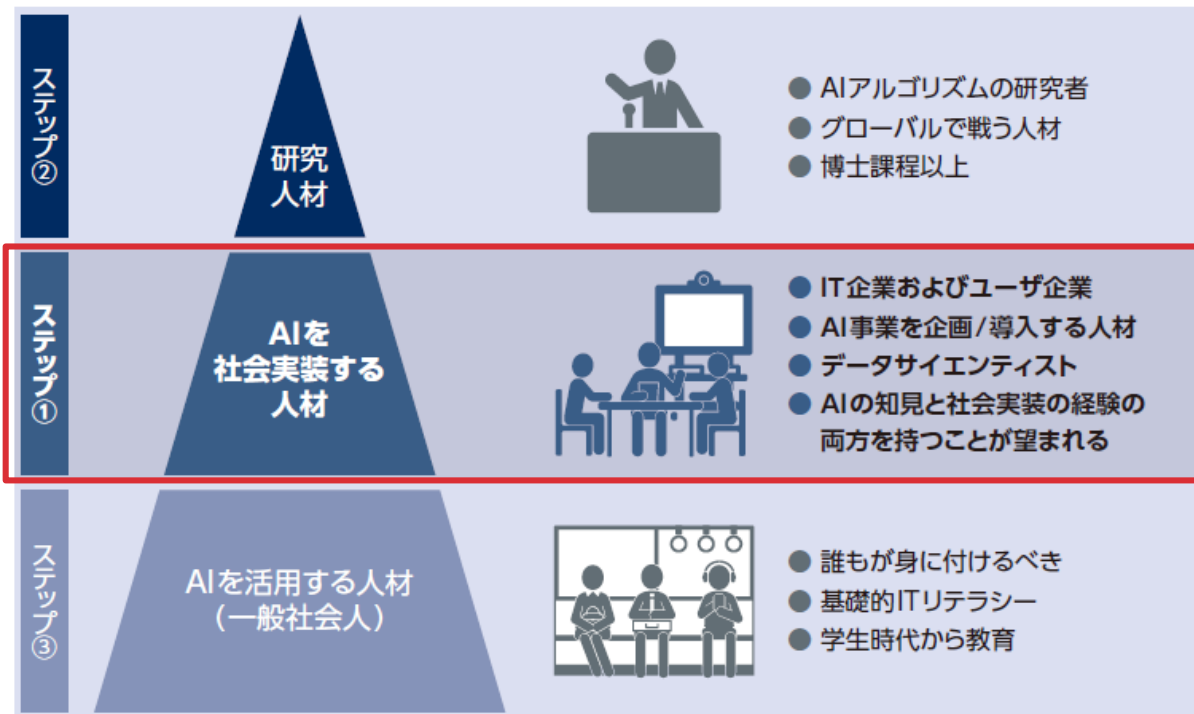 ステップ②
研究
人材
● AIアルゴリズムの研究者
● グローバルで戦う人材
● 博士課程以上
ステップ①
AIを
社会実装する
人材
● IT企業およびユーザ企業
● AI事業を企画/導入する人材
● データサイエンティスト
● AIの知見と社会実装の経験の
両方を持つことが望まれる
ステップ③
AIを活用する人材
（一般社会人）
● 誰もが身に付けるべき
● 基礎的ITリテラシー
● 学生時代から教育